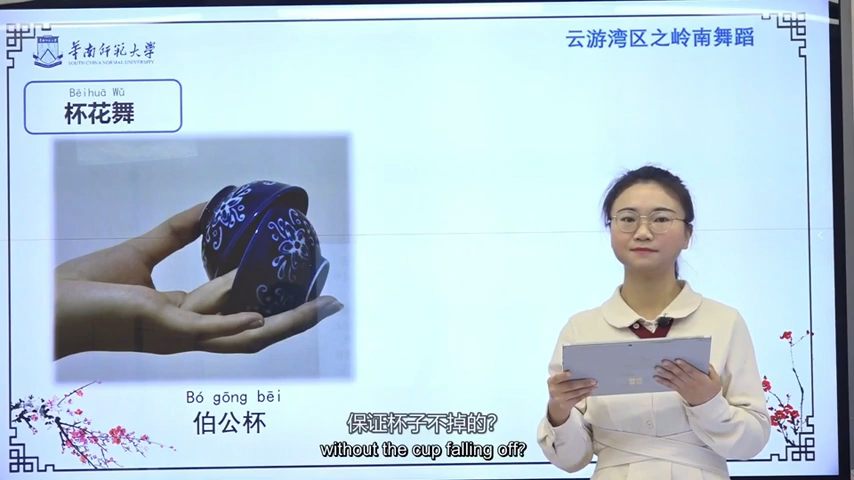 華南师范大学
SOUTH CHINA NORMAL UNIVERSITY
云游湾区之岭南舞蹈
Bēihuā Wǔ
杯花舞
Bó gōng bēi
伯公杯
保证杯子不掉的?
without the cup falling off?